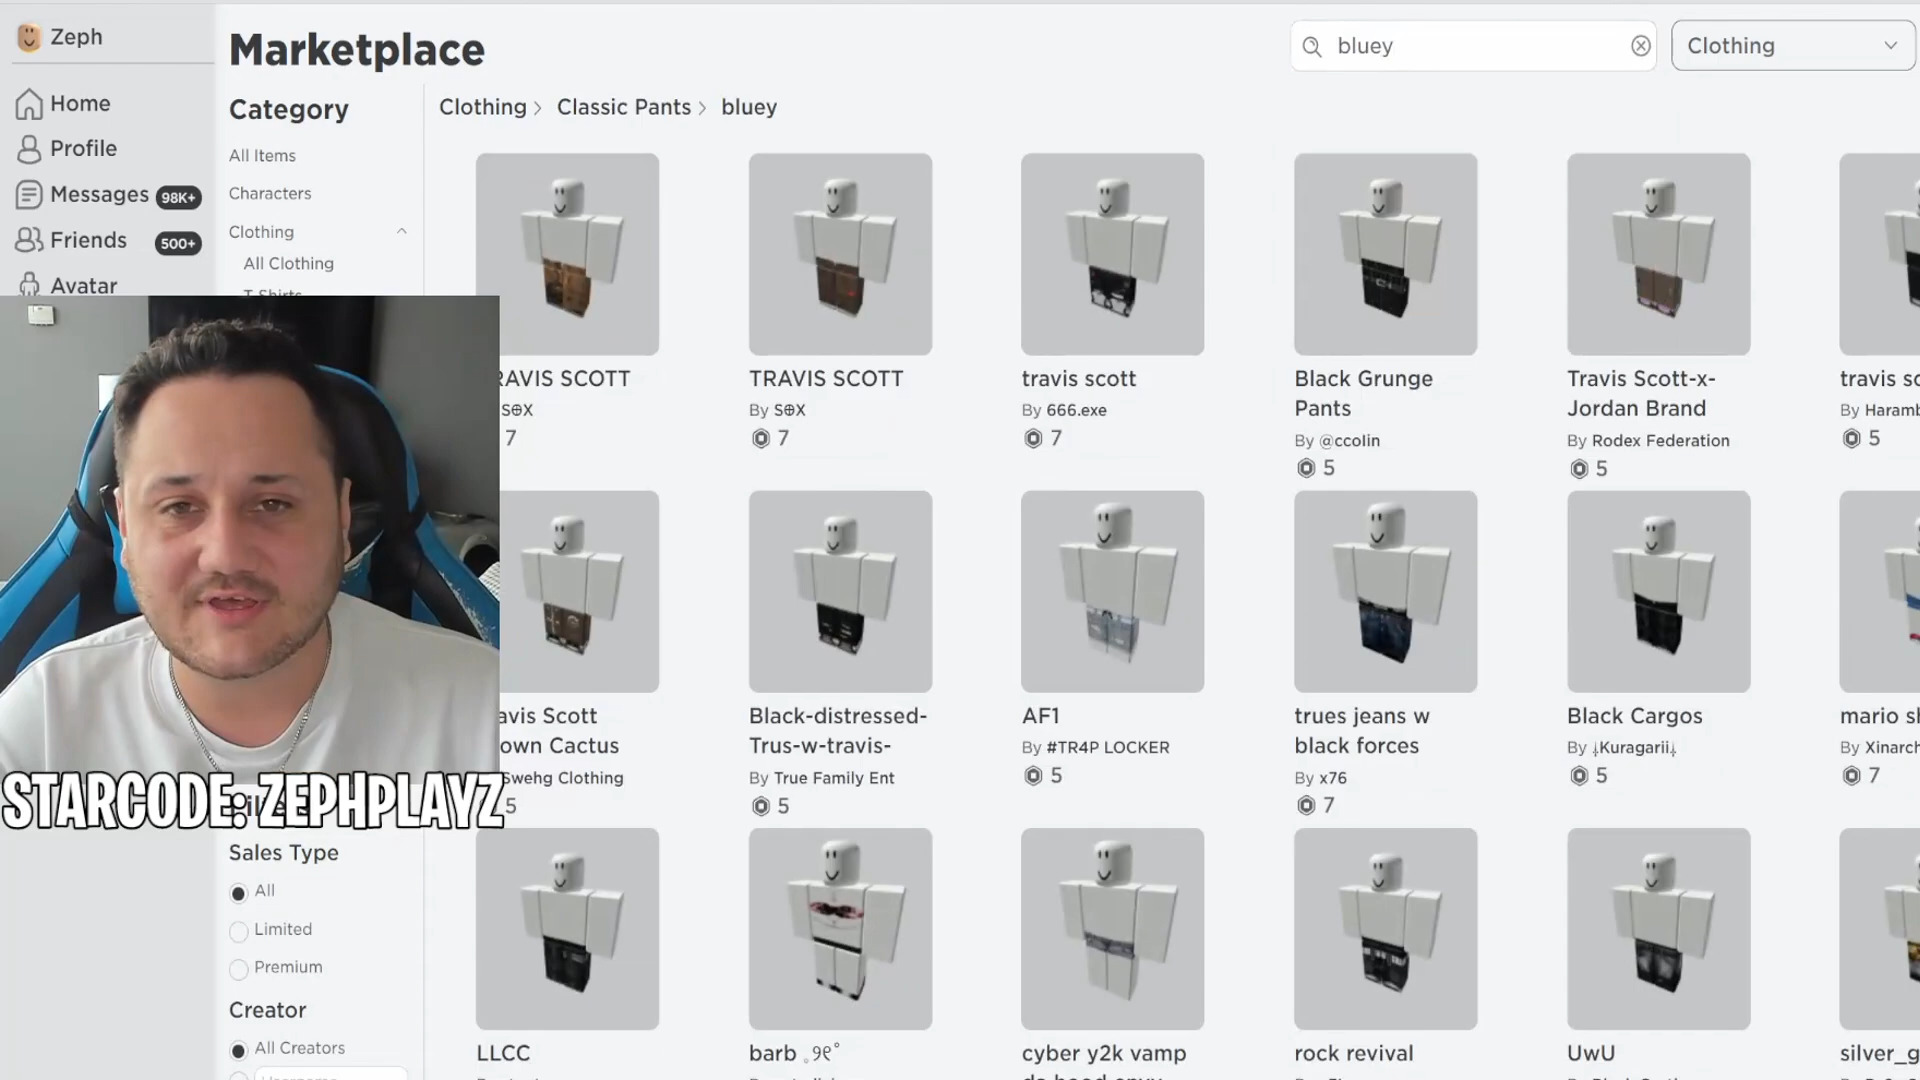 Zeph
Marketplace
bluey
Clothing
Home
Profile
Messages 98K+
Friends 500+
Avatar
Category
All Items
Characters
Clothing
All Clothing
T-Shirts
Clothing > Classic Pants > bluey
RAVIS SCOTT
S⊕X
7
TRAVIS SCOTT
By S⊕X
7
travis scott
By 666.exe
7
Black Grunge
Pants
By @ccolin
5
Travis Scott-x-
Jordan Brand
By Rodex Federation
5
travis sc
By Haramb
5
avis Scott
own Cactus
Swehg Clothing
5
Black-distressed-
Trus-w-travis-
By True Family Ent
5
AF1
By #TR4P LOCKER
5
trues jeans w
black forces
By x76
7
Black Cargos
By ⸸Kuragarii⸸
5
mario sh
By Xinarch
7
STARCODE: ZEPHPLAYZ
Sales Type
All
Limited
Premium
Creator
All Creators
LLCC
barb ｡୨୧˚
cyber y2k vamp
rock revival
UwU
silver_g